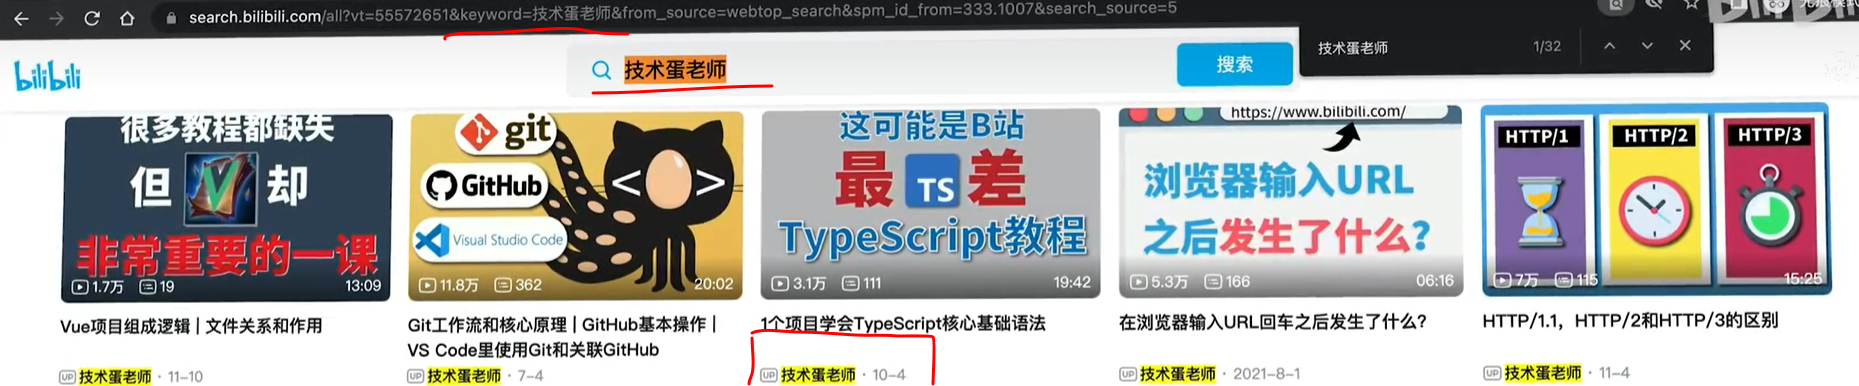 search.bilibili.com/all?vt=55572651&keyword=技术蛋老师&from_source=webtop_search&spm_id_from=333.1007&search_source=5
bilibili
技术蛋老师
搜索
技术蛋老师
1/32
很多教程都缺失
但 V 却
非常重要的一课
1.7万 19 13:09
git
GitHub
Visual Studio Code
< >
11.8万 362 20:02
这可能是B站
最 TS 差
TypeScript教程
3.1万 111 19:42
https://www.bilibili.com/
浏览器输入URL
之后发生了什么?
5.3万 166 06:16
HTTP/1 HTTP/2 HTTP/3
7万 115 15:25
Vue项目组成逻辑 | 文件关系和作用
UP 技术蛋老师 · 11-10
Git工作流和核心原理 | GitHub基本操作 |
VS Code里使用Git和关联GitHub
UP 技术蛋老师 · 7-4
1个项目学会TypeScript核心基础语法
UP 技术蛋老师 · 10-4
在浏览器输入URL回车之后发生了什么?
UP 技术蛋老师 · 2021-8-1
HTTP/1.1，HTTP/2和HTTP/3的区别
UP 技术蛋老师 · 11-4